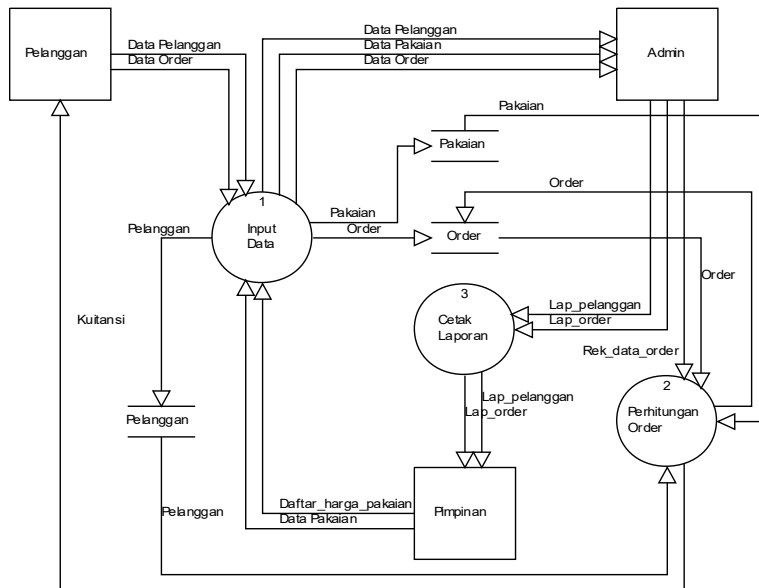 Data Pelanggan
Data Pakaian
Data Order
Pelanggan
Data Pelanggan
Data Order
Admin
Pakaian
Pakaian
Order
1
Input
Data
Pelanggan
Pakaian
Order
Order
Order
3
Cetak
Laporan
Lap_pelanggan
Lap_order
Kuitansi
Rek_data_order
2
Perhitungan
Order
Lap_pelanggan
Lap_order
Pelanggan
Daftar_harga_pakaian
Data Pakaian
Pimpinan
Pelanggan